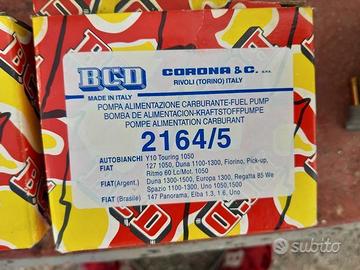 BCD
CORONA & C. s.n.c.
RIVOLI (TORINO) ITALY
MADE IN ITALY
POMPA ALIMENTAZIONE CARBURANTE-FUEL PUMP
BOMBA DE ALIMENTACION-KRAFTSTOFFPUMPE
POMPE ALIMENTATION CARBURANT
2164/5
AUTOBIANCHI Y10 Touring 1050
FIAT 127 1050, Duna 1100-1300, Fiorino, Pick-up,
Ritmo 60 Lc/Mot. 1050
FIAT (Argent.) Duna 1300-1500, Europa 1300, Regatta 85 We
Spazio 1100-1300, Uno 1050,1500
FIAT (Brasile) 147 Panorama, Elba 1.3, 1.6, Uno
subito